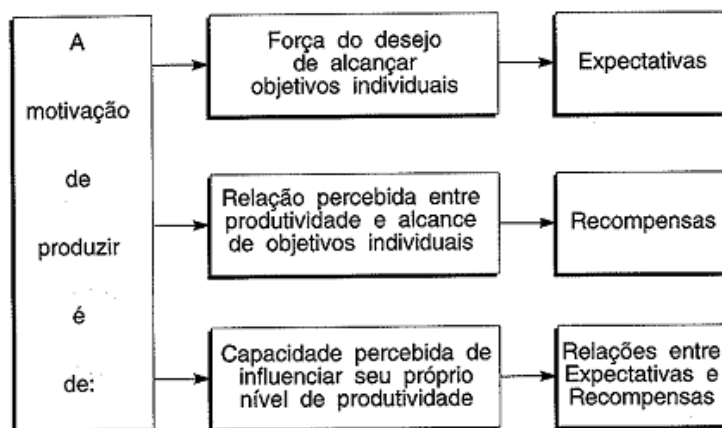 A
motivação
de
produzir
é
de:
Força do desejo
de alcançar
objetivos individuais
Expectativas
Relação percebida entre
produtividade e alcance
de objetivos individuais
Recompensas
Capacidade percebida de
influenciar seu próprio
nível de produtividade
Relações entre
Expectativas e
Recompensas